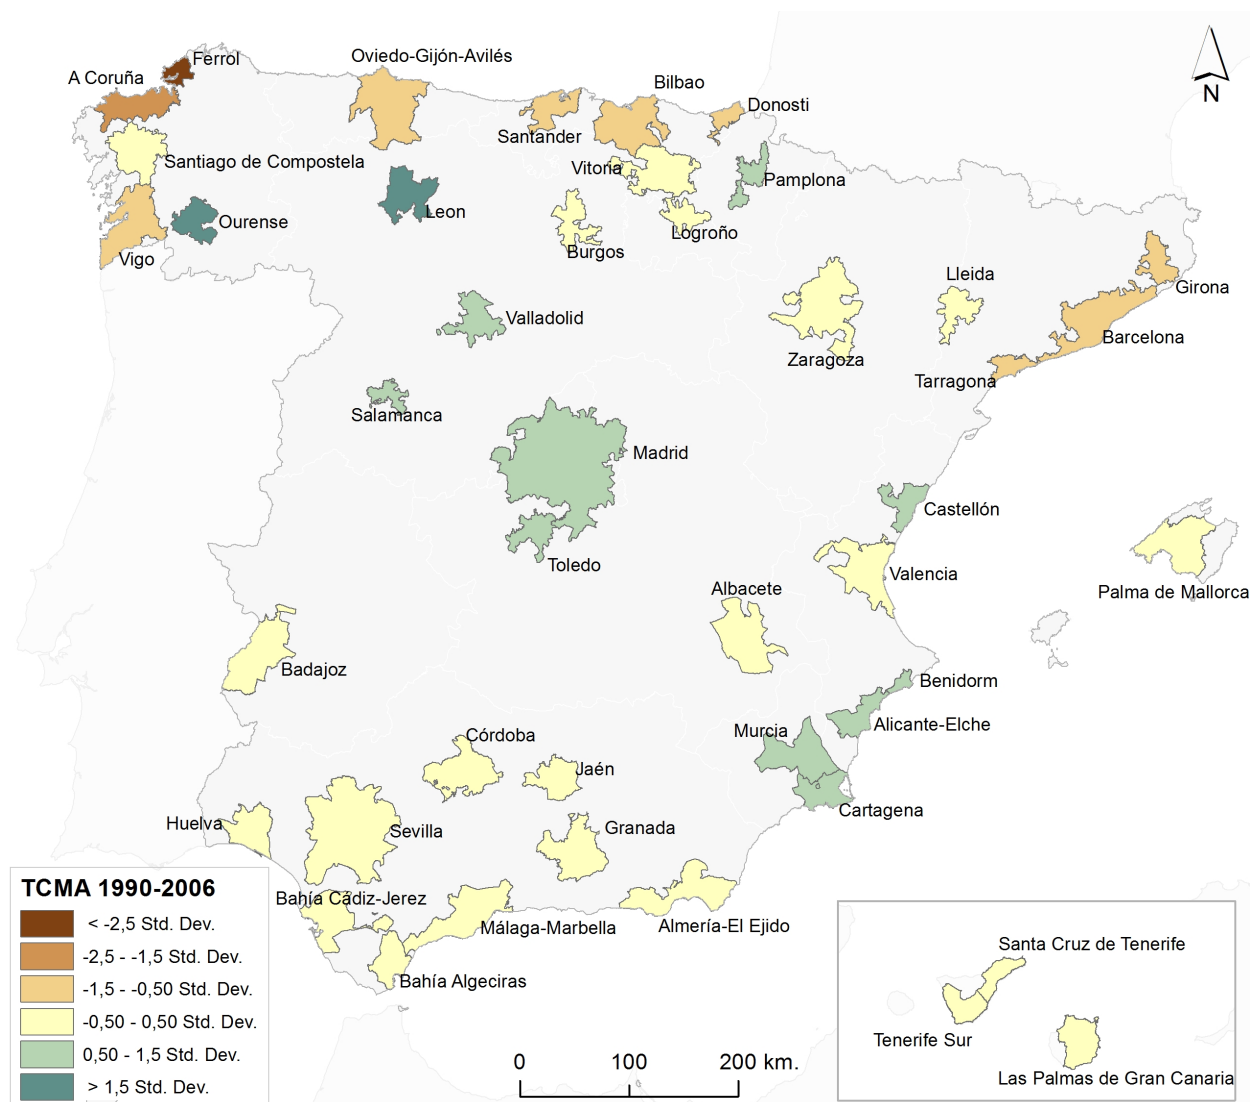 Ferrol
Oviedo-Gijón-Avilés
A Coruña
Bilbao
N
Donosti
Santander
Santiago de Compostela
Vitoria
Pamplona
Leon
Ourense
Logroño
Burgos
Vigo
Lleida
Girona
Valladolid
Barcelona
Zaragoza
Tarragona
Salamanca
Madrid
Castellón
Toledo
Valencia
Albacete
Palma de Mallorca
Badajoz
Benidorm
Alicante-Elche
Murcia
Córdoba
Jaén
Cartagena
Huelva
Sevilla
Granada
TCMA 1990-2006
Bahía Cádiz-Jerez
Málaga-Marbella
Almería-El Ejido
< -2,5 Std. Dev.
-2,5 - -1,5 Std. Dev.
-1,5 - -0,50 Std. Dev.
-0,50 - 0,50 Std. Dev.
0,50 - 1,5 Std. Dev.
> 1,5 Std. Dev.
Bahía Algeciras
Santa Cruz de Tenerife
Tenerife Sur
Las Palmas de Gran Canaria
0 100 200 km.